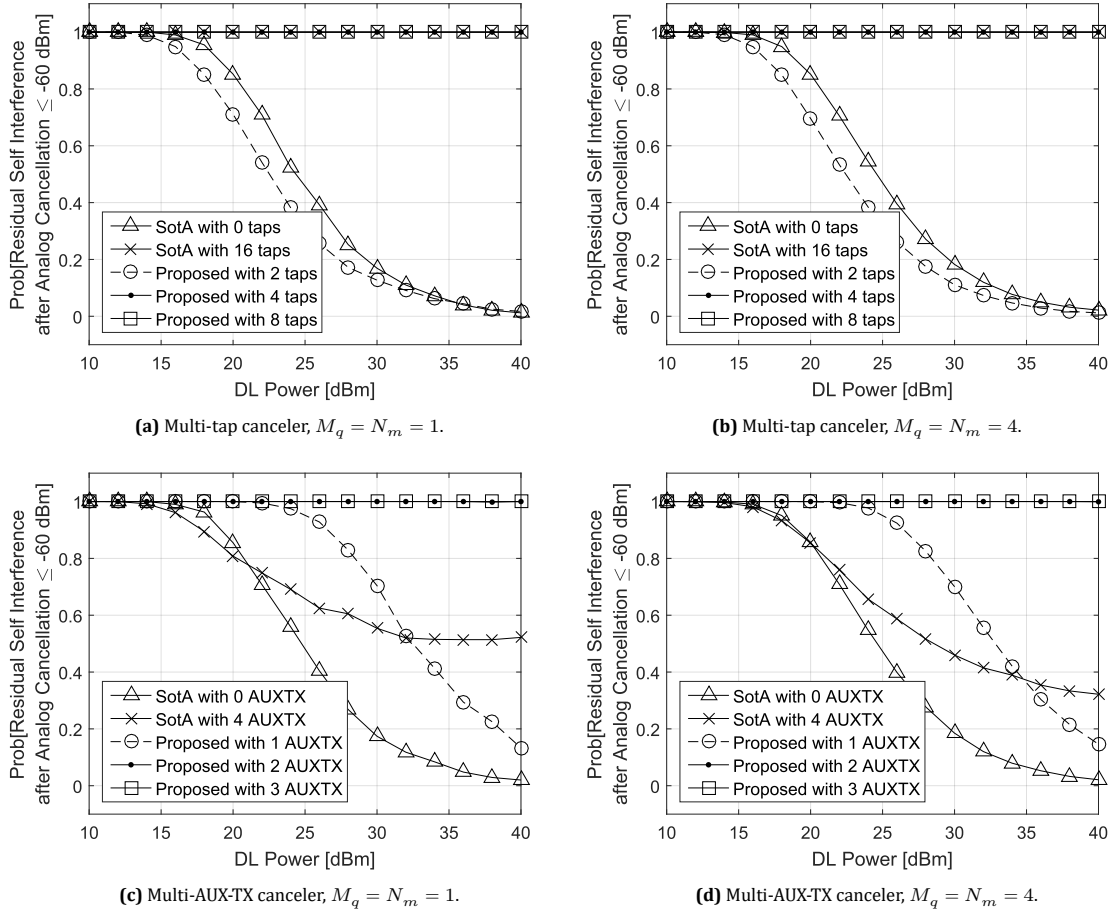 Prob[Residual Self Interference
after Analog Cancellation ≤ -60 dBm]
1
0.8
0.6
0.4
0.2
0
SotA with 0 taps
SotA with 16 taps
Proposed with 2 taps
Proposed with 4 taps
Proposed with 8 taps
10 15 20 25 30 35 40
DL Power [dBm]
(a) Multi-tap canceler, M_q = N_m = 1.
Prob[Residual Self Interference
after Analog Cancellation ≤ -60 dBm]
1
0.8
0.6
0.4
0.2
0
SotA with 0 taps
SotA with 16 taps
Proposed with 2 taps
Proposed with 4 taps
Proposed with 8 taps
10 15 20 25 30 35 40
DL Power [dBm]
(b) Multi-tap canceler, M_q = N_m = 4.
Prob[Residual Self Interference
after Analog Cancellation ≤ -60 dBm]
1
0.8
0.6
0.4
0.2
0
SotA with 0 AUXTX
SotA with 4 AUXTX
Proposed with 1 AUXTX
Proposed with 2 AUXTX
Proposed with 3 AUXTX
10 15 20 25 30 35 40
DL Power [dBm]
(c) Multi-AUX-TX canceler, M_q = N_m = 1.
Prob[Residual Self Interference
after Analog Cancellation ≤ -60 dBm]
1
0.8
0.6
0.4
0.2
0
SotA with 0 AUXTX
SotA with 4 AUXTX
Proposed with 1 AUXTX
Proposed with 2 AUXTX
Proposed with 3 AUXTX
10 15 20 25 30 35 40
DL Power [dBm]
(d) Multi-AUX-TX canceler, M_q = N_m = 4.